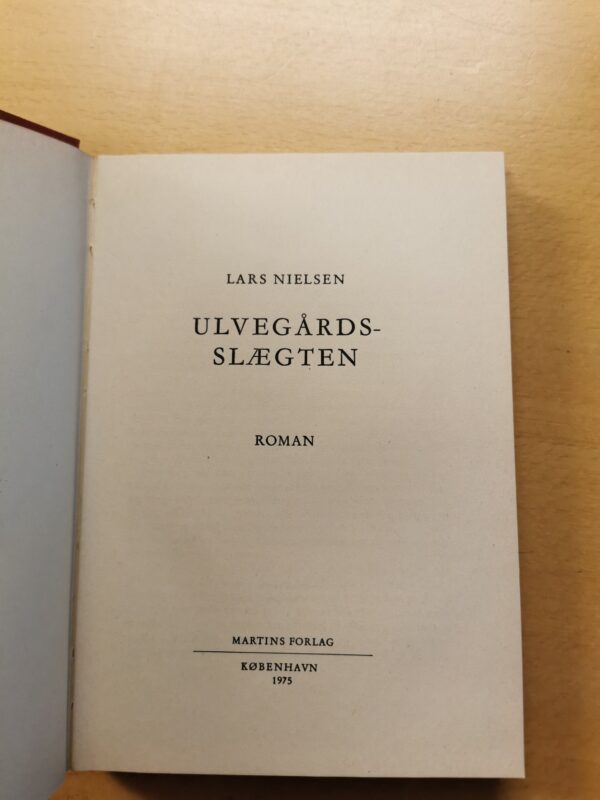 LARS NIELSEN
ULVEGÅRDS-
SLÆGTEN
ROMAN
MARTINS FORLAG
KØBENHAVN
1975